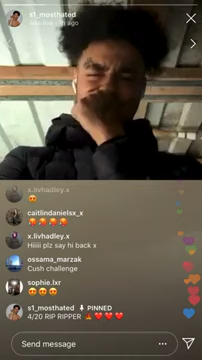 s1_mosthated
x.livhadley.x
😍😍
caitlindanielsx_x
x.livhadley.x
Hiiiii plz say hi back x
ossama_marzak
Cush challenge
sophie.lxr
😍😍😍
s1_mosthated PINNED
4/20 RIP RIPPER ❤️❤️❤️
Send message